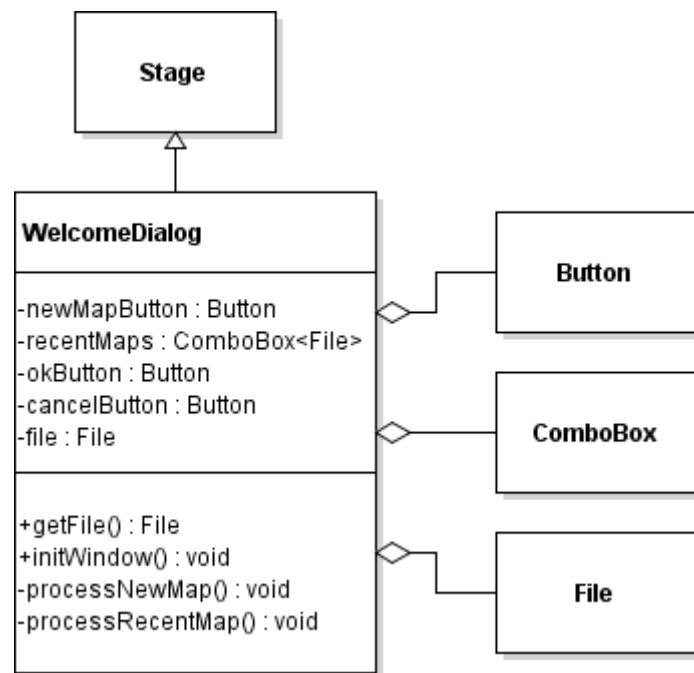 Stage
WelcomeDialog
-newMapButton : Button
-recentMaps : ComboBox<File>
-okButton : Button
-cancelButton : Button
-file : File
+getFile() : File
+initWindow() : void
-processNewMap() : void
-processRecentMap() : void
Button
ComboBox
File